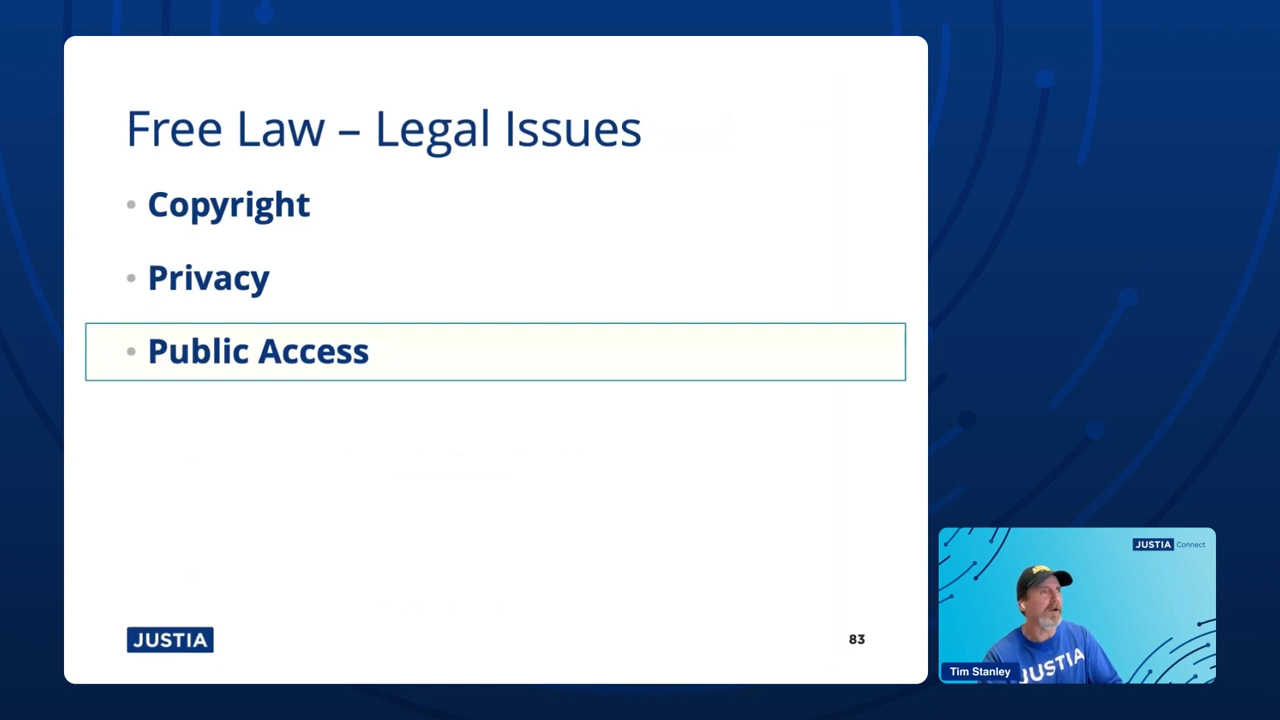 Free Law – Legal Issues
• Copyright
• Privacy
• Public Access
JUSTIA
83
JUSTIA Connect
JUSTIA
Tim Stanley